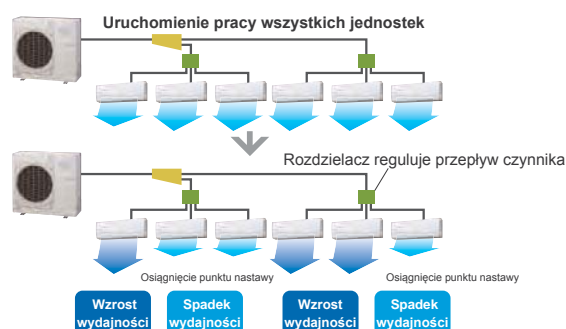 Uruchomienie pracy wszystkich jednostek
Rozdzielacz reguluje przepływ czynnika
Osiągnięcie punktu nastawy
Osiągnięcie punktu nastawy
Wzrost
wydajności
Spadek
wydajności
Wzrost
wydajności
Spadek
wydajności